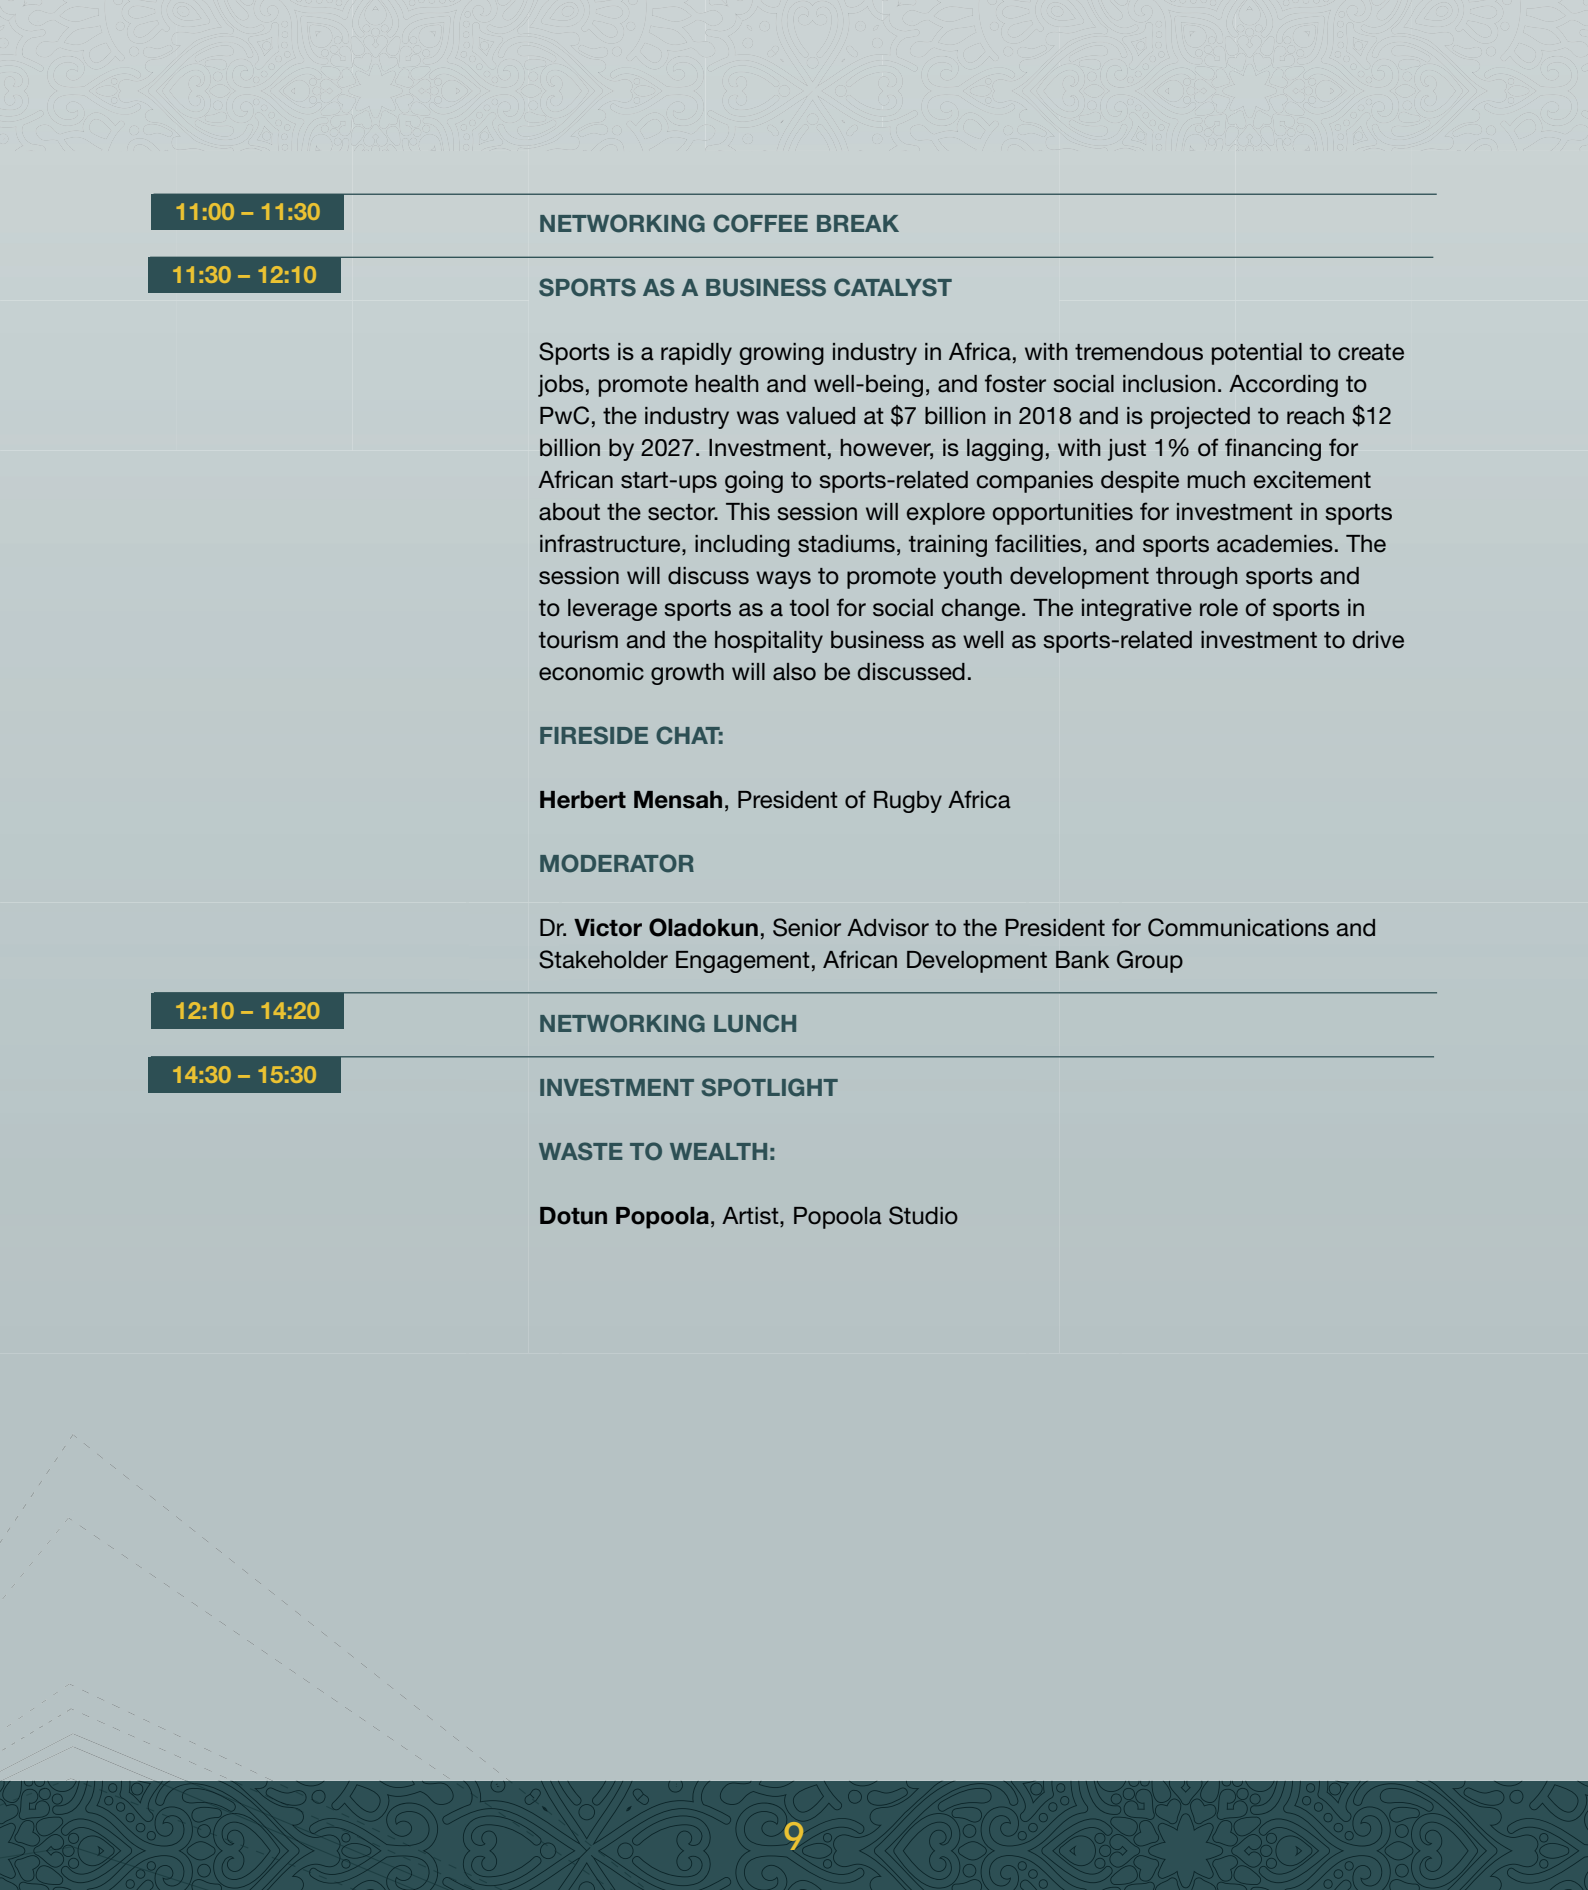 11:00 – 11:30
NETWORKING COFFEE BREAK
11:30 – 12:10
SPORTS AS A BUSINESS CATALYST
Sports is a rapidly growing industry in Africa, with tremendous potential to create
jobs, promote health and well-being, and foster social inclusion. According to
PwC, the industry was valued at $7 billion in 2018 and is projected to reach $12
billion by 2027. Investment, however, is lagging, with just 1% of financing for
African start-ups going to sports-related companies despite much excitement
about the sector. This session will explore opportunities for investment in sports
infrastructure, including stadiums, training facilities, and sports academies. The
session will discuss ways to promote youth development through sports and
to leverage sports as a tool for social change. The integrative role of sports in
tourism and the hospitality business as well as sports-related investment to drive
economic growth will also be discussed.
FIRESIDE CHAT:
Herbert Mensah, President of Rugby Africa
MODERATOR
Dr. Victor Oladokun, Senior Advisor to the President for Communications and
Stakeholder Engagement, African Development Bank Group
12:10 – 14:20
NETWORKING LUNCH
14:30 – 15:30
INVESTMENT SPOTLIGHT
WASTE TO WEALTH:
Dotun Popoola, Artist, Popoola Studio
9